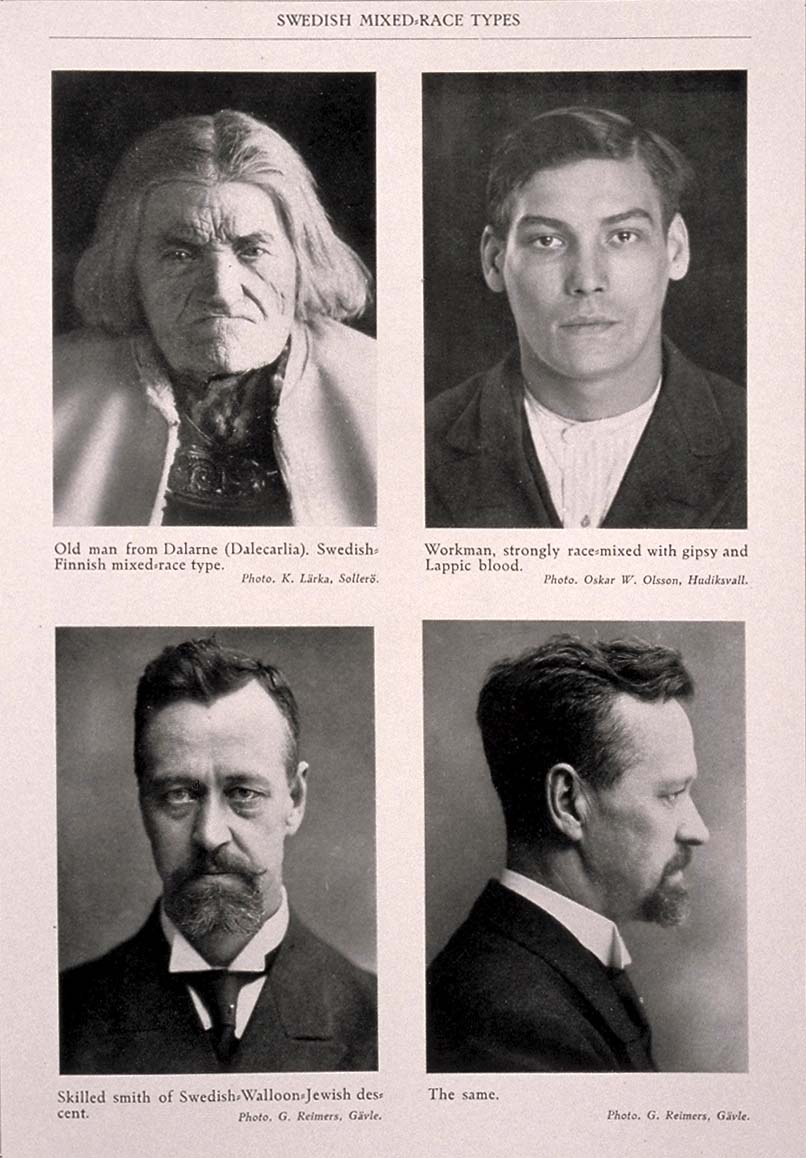 SWEDISH MIXED-RACE TYPES
Old man from Dalarne (Dalecarlia). Swedish-
Finnish mixed-race type.
Photo. K. Lärka, Sollerö.
Workman, strongly race-mixed with gipsy and
Lappic blood.
Photo. Oskar W. Olsson, Hudiksvall.
Skilled smith of Swedish-Walloon-Jewish des-
cent.
Photo. G. Reimers, Gävle.
The same.
Photo. G. Reimers, Gävle.